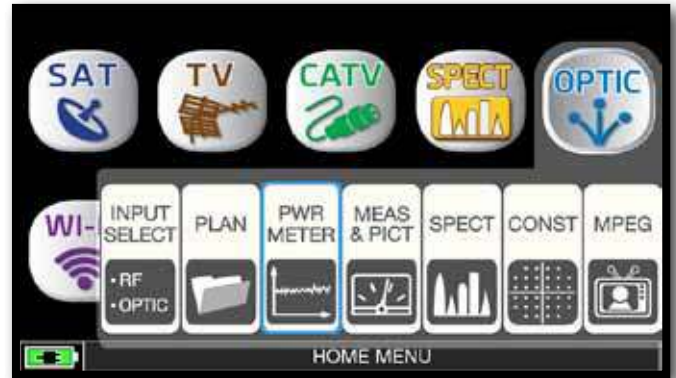 SAT
TV
CATV
SPECT
OPTIC
WI-
INPUT
SELECT
PLAN
PWR
METER
MEAS
& PICT
SPECT
CONST
MPEG
• RF
• OPTIC
HOME MENU